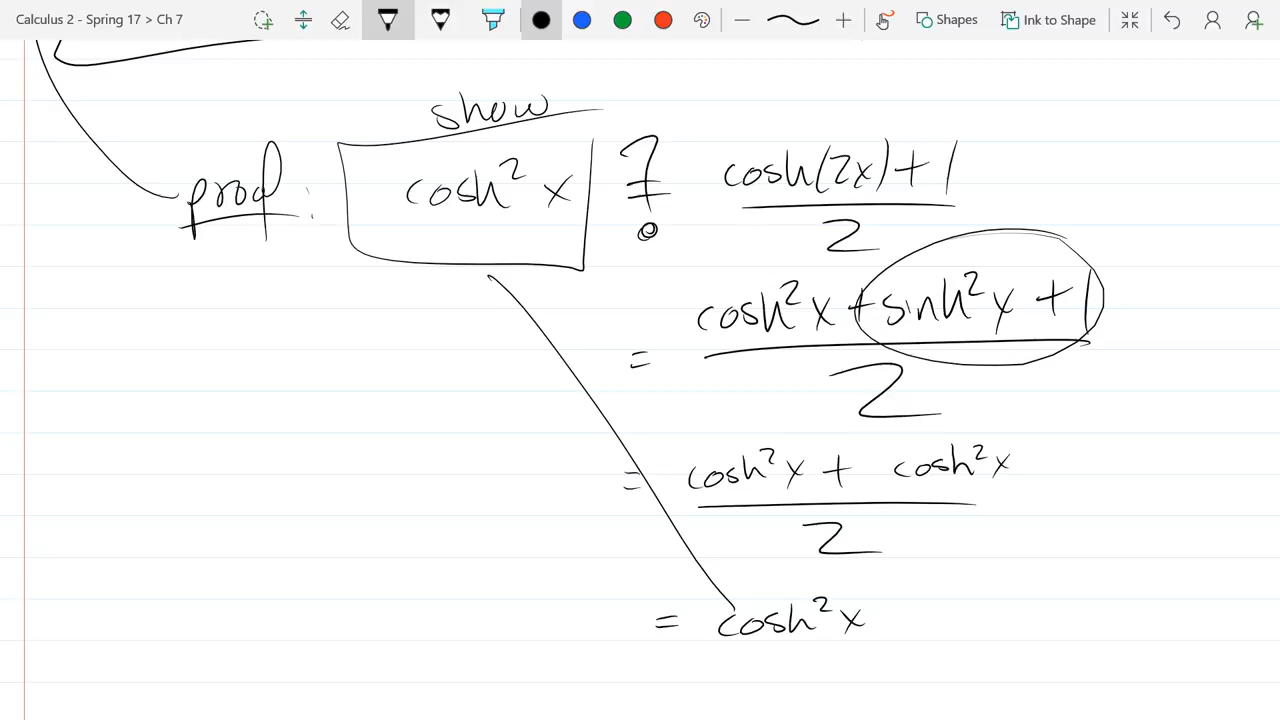 Calculus 2 - Spring 17 > Ch 7
Shapes
Ink to Shape
show
proof: cosh² x ?= cosh(2x) + 1 / 2
= cosh² x + sinh² x + 1 / 2
= cosh² x + cosh² x / 2
= cosh² x